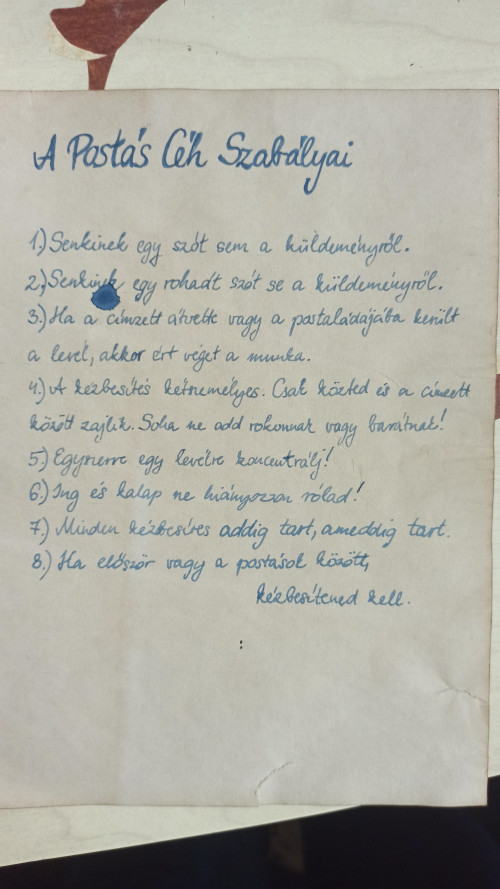 A Postás Céh Szabályai
1.) Senkinek egy szót sem a küldeményről.
2.) Senkinek egy rohadt szót se a küldeményről.
3.) Ha a címzett átvette vagy a postaládájába került
a levél, akkor ért véget a munka.
4.) A kézbesítés kétszemélyes. Csak közted és a címzett
között zajlik. Soha ne add rokonnak vagy barátnak!
5.) Egyszerre egy levélre koncentrálj!
6.) Ing és kalap ne hiányozzon rólad!
7.) Minden kézbesítés addig tart, ameddig tart.
8.) Ha először vagy a postások között,
kézbesítened kell.